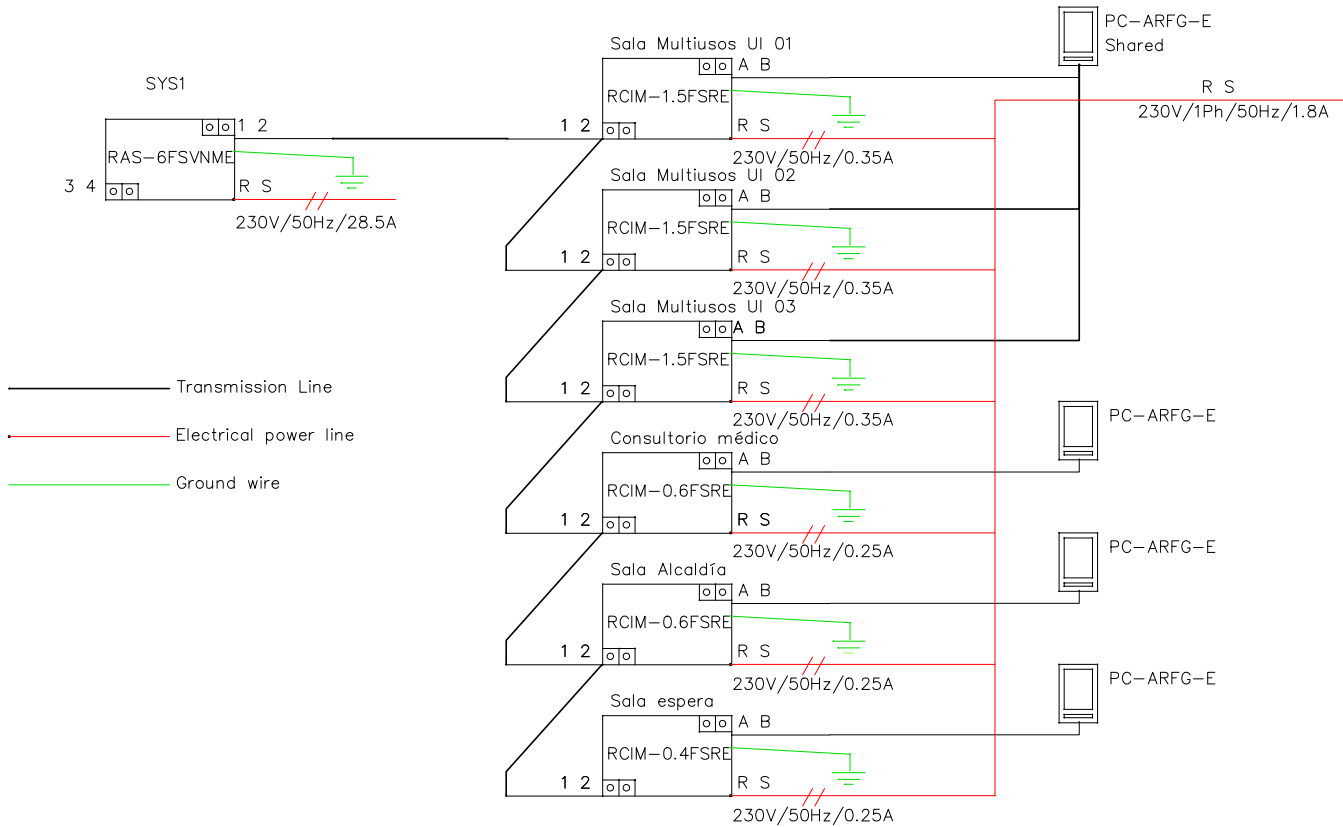 PC-ARFG-E
Shared
Sala Multiusos UI 01
A B
RCIM-1.5FSRE
1 2
R S
230V/50Hz/0.35A
R S
230V/1Ph/50Hz/1.8A
SYS1
1 2
RAS-6FSVNME
3 4
R S
230V/50Hz/28.5A
Sala Multiusos UI 02
A B
RCIM-1.5FSRE
1 2
R S
230V/50Hz/0.35A
Sala Multiusos UI 03
A B
RCIM-1.5FSRE
1 2
R S
230V/50Hz/0.35A
Transmission Line
Electrical power line
Ground wire
Consultorio médico
A B
RCIM-0.6FSRE
1 2
R S
230V/50Hz/0.25A
PC-ARFG-E
Sala Alcaldía
A B
RCIM-0.6FSRE
1 2
R S
230V/50Hz/0.25A
PC-ARFG-E
Sala espera
A B
RCIM-0.4FSRE
1 2
R S
230V/50Hz/0.25A
PC-ARFG-E